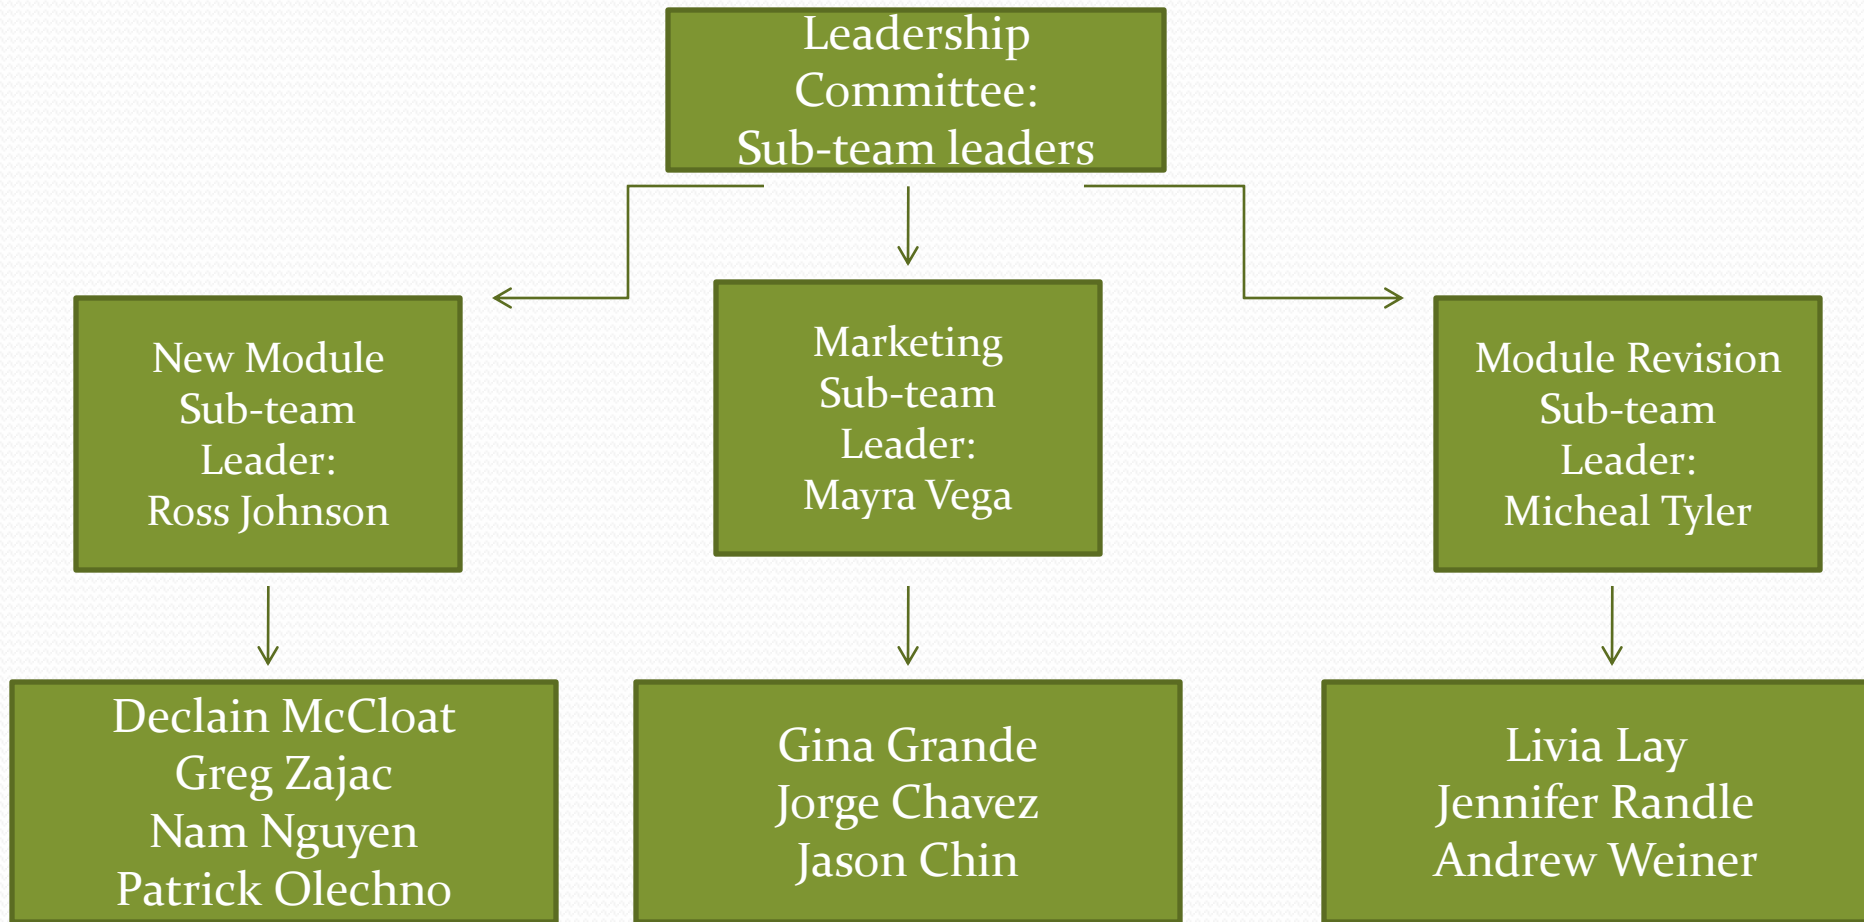 Leadership
Committee:
Sub-team leaders
New Module
Sub-team
Leader:
Ross Johnson
Marketing
Sub-team
Leader:
Mayra Vega
Module Revision
Sub-team
Leader:
Micheal Tyler
Declain McCloat
Greg Zajac
Nam Nguyen
Patrick Olechno
Gina Grande
Jorge Chavez
Jason Chin
Livia Lay
Jennifer Randle
Andrew Weiner